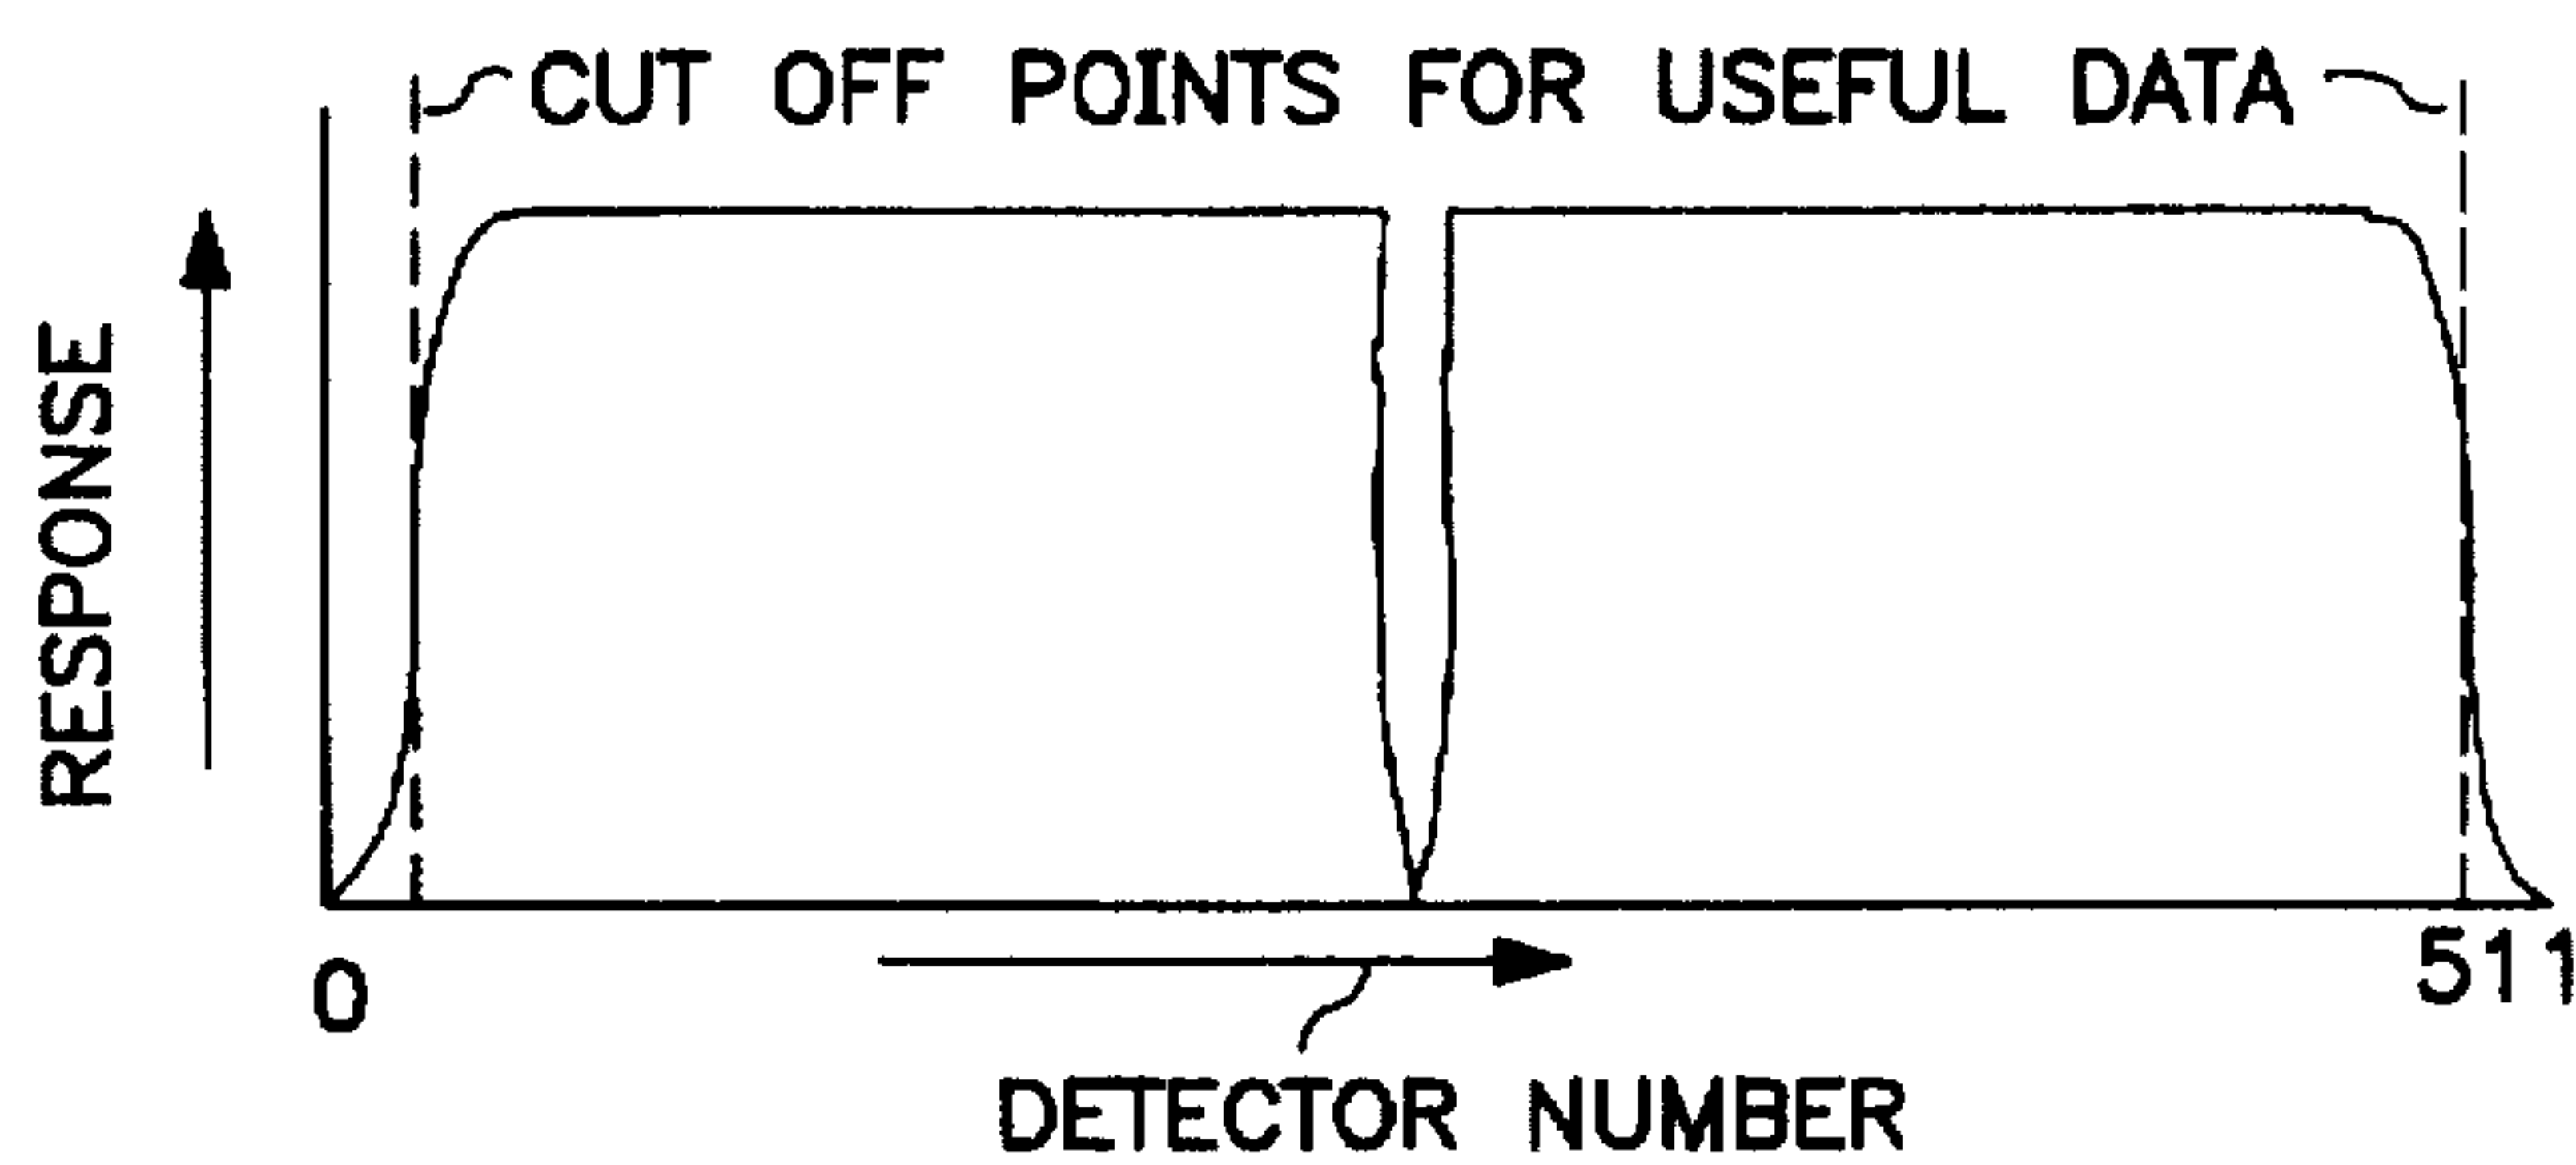 CUT OFF POINTS FOR USEFUL DATA
RESPONSE
0
511
DETECTOR NUMBER